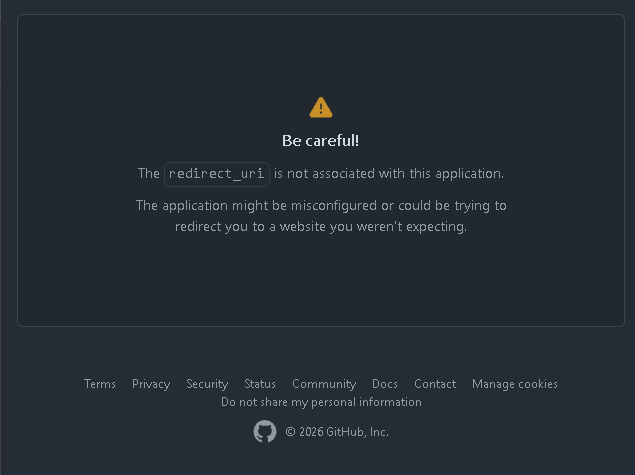 Be careful!
The redirect_uri is not associated with this application.
The application might be misconfigured or could be trying to
redirect you to a website you weren't expecting.
Terms Privacy Security Status Community Docs Contact Manage cookies
Do not share my personal information
© 2026 GitHub, Inc.